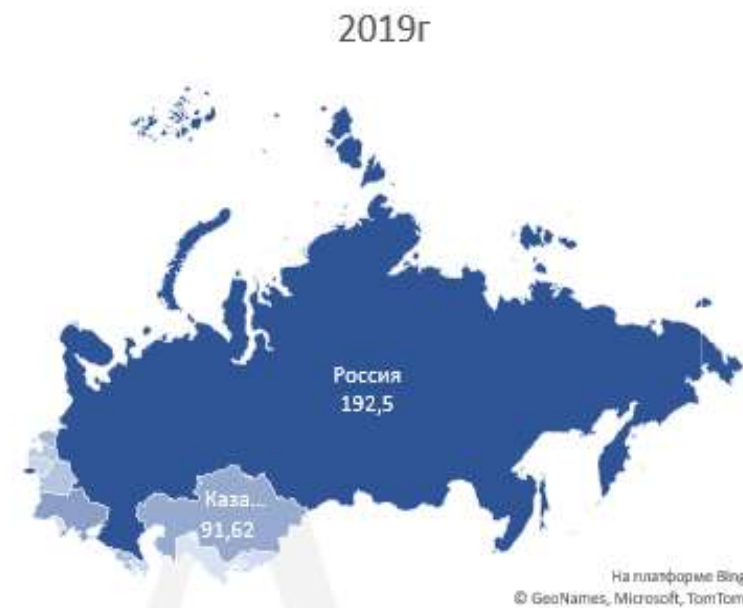 2019г
Россия
192,5
Каза...
91,62
На платформе Bing
© GeoNames, Microsoft, TomTom